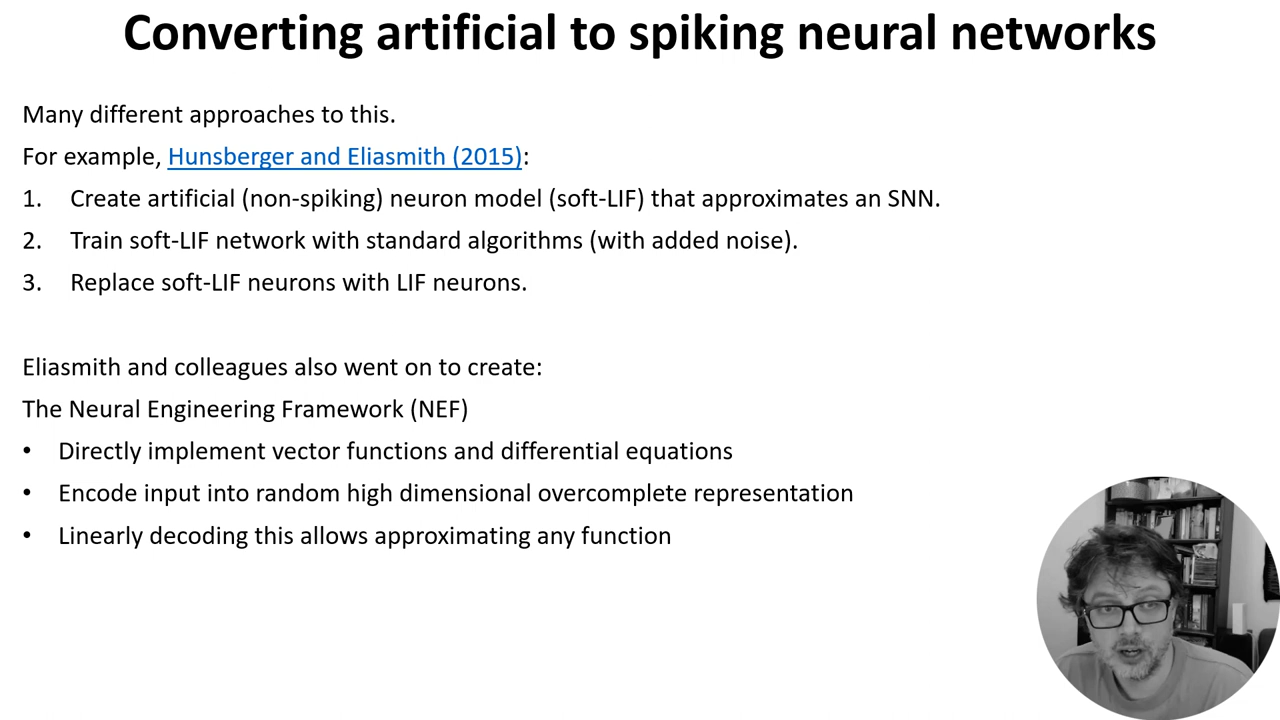 Converting artificial to spiking neural networks
Many different approaches to this.
For example, Hunsberger and Eliasmith (2015):
1. Create artificial (non-spiking) neuron model (soft-LIF) that approximates an SNN.
2. Train soft-LIF network with standard algorithms (with added noise).
3. Replace soft-LIF neurons with LIF neurons.
Eliasmith and colleagues also went on to create:
The Neural Engineering Framework (NEF)
• Directly implement vector functions and differential equations
• Encode input into random high dimensional overcomplete representation
• Linearly decoding this allows approximating any function